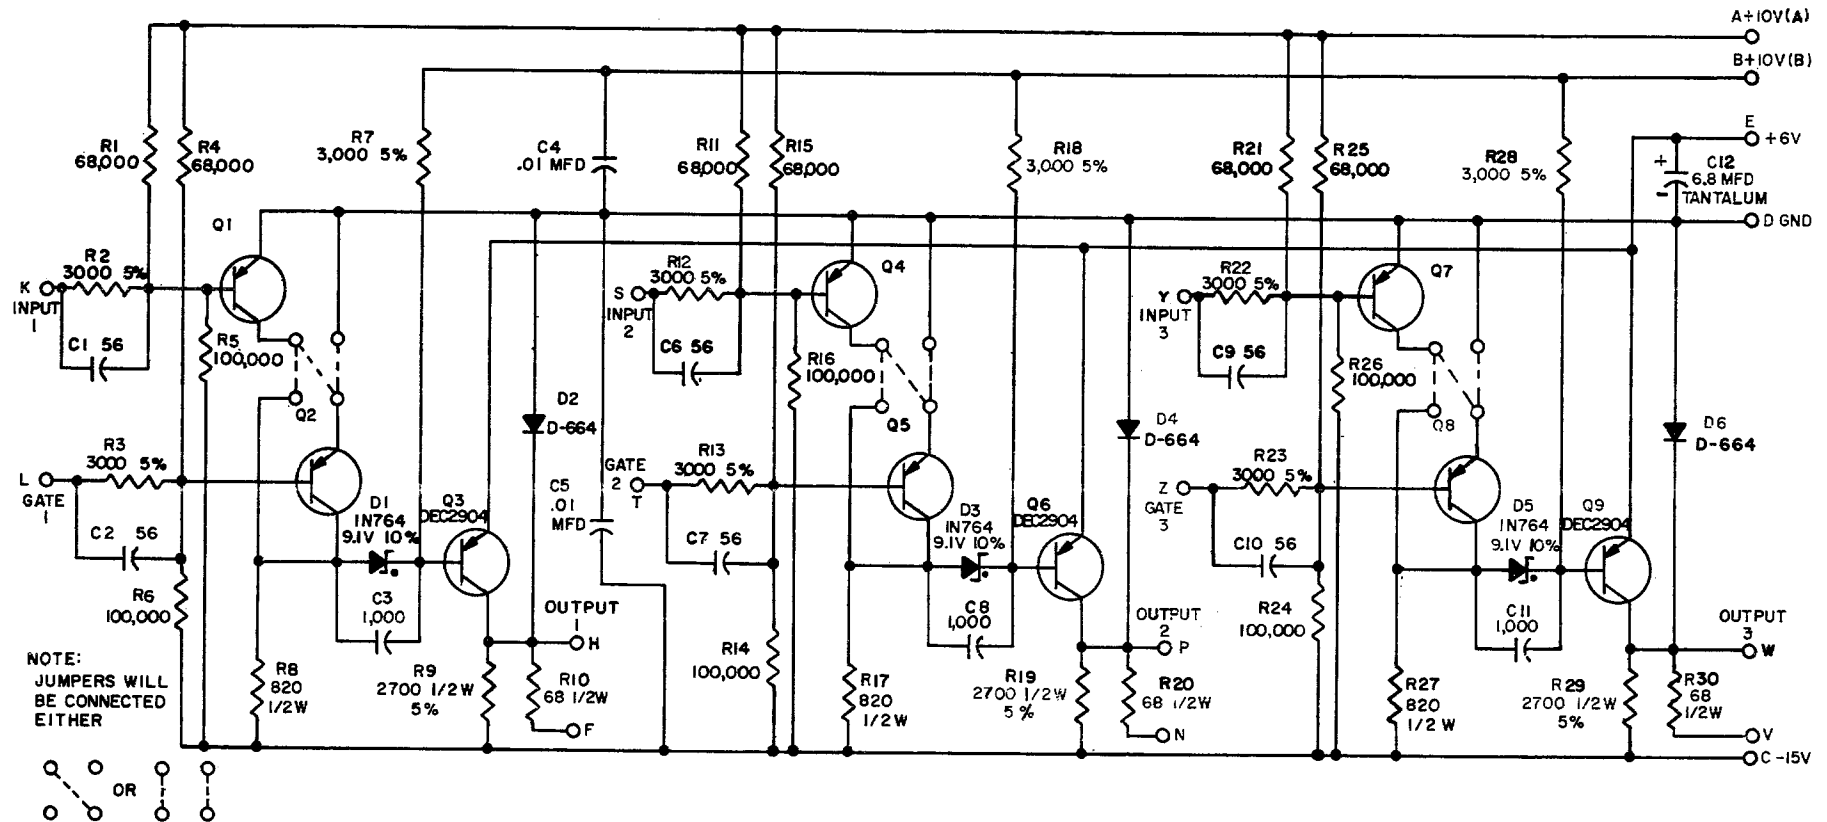 A+10V(A)
B+10V(B)
E
+6V
R1
68,000
R4
68,000
R7
3,000 5%
C4
.01 MFD
R11
68,000
R15
68,000
R18
3,000 5%
R21
68,000
R25
68,000
R28
3,000 5%
+
C12
6.8 MFD
-
TANTALUM
D GND
Q1
R2
3000 5%
K
INPUT
1
C1 56
R5
100,000
Q4
R12
3000 5%
S
INPUT
2
C6 56
R16
100,000
Q7
R22
3000 5%
Y
INPUT
3
C9 56
R26
100,000
Q2
D2
D-664
Q5
D4
D-664
Q8
D6
D-664
R3
3000 5%
L
GATE
1
C2 56
R6
100,000
D1
1N764
9.1V 10%
Q3
DEC2904
C3
1,000
C5
.01
MFD
GATE
2
T
R13
3000 5%
C7 56
R14
100,000
D3
1N764
9.1V 10%
Q6
DEC2904
C8
1,000
R23
3000 5%
Z
GATE
3
C10 56
R24
100,000
D5
1N764
9.1V 10%
Q9
DEC2904
C11
1,000
OUTPUT
1
H
OUTPUT
2
P
OUTPUT
3
W
R8
820
1/2W
R9
2700 1/2W
5%
R10
68 1/2W
F
R17
820
1/2W
R19
2700 1/2W
5%
R20
68 1/2W
N
R27
820
1/2W
R29
2700 1/2W
5%
R30
68
1/2W
V
C -15V
NOTE:
JUMPERS WILL
BE CONNECTED
EITHER
OR